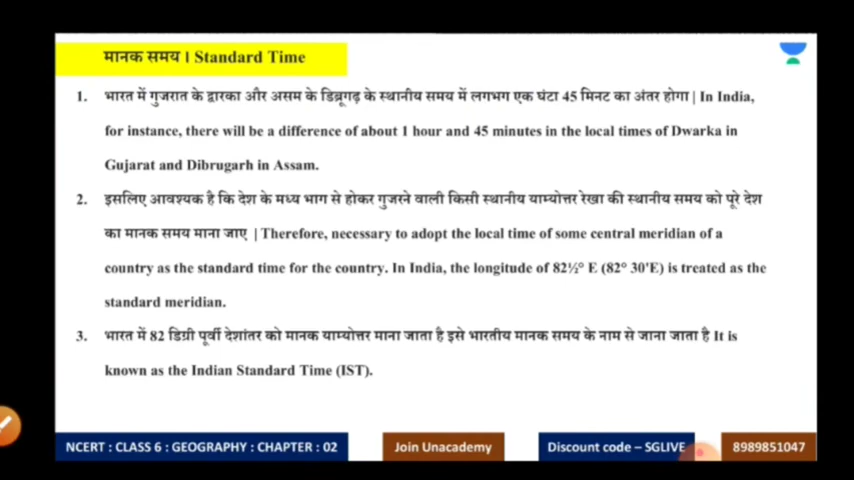 मानक समय । Standard Time
1. भारत में गुजरात के द्वारका और असम के डिब्रूगढ़ के स्थानीय समय में लगभग एक घंटा 45 मिनट का अंतर होगा | In India,
for instance, there will be a difference of about 1 hour and 45 minutes in the local times of Dwarka in
Gujarat and Dibrugarh in Assam.
2. इसलिए आवश्यक है कि देश के मध्य भाग से होकर गुजरने वाली किसी स्थानीय याम्योत्तर रेखा की स्थानीय समय को पूरे देश
का मानक समय माना जाए | Therefore, necessary to adopt the local time of some central meridian of a
country as the standard time for the country. In India, the longitude of 82½° E (82° 30'E) is treated as the
standard meridian.
3. भारत में 82 डिग्री पूर्वी देशांतर को मानक याम्योत्तर माना जाता है इसे भारतीय मानक समय के नाम से जाना जाता है It is
known as the Indian Standard Time (IST).
NCERT : CLASS 6 : GEOGRAPHY : CHAPTER : 02 Join Unacademy Discount code – SGLIVE 8989851047